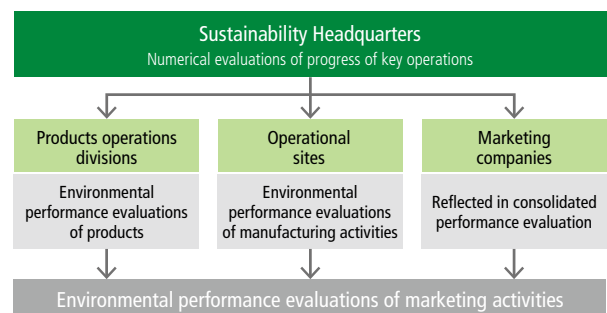 Sustainability Headquarters
Numerical evaluations of progress of key operations
Products operations
divisions
Environmental
performance evaluations
of products
Operational
sites
Environmental
performance evaluations
of manufacturing activities
Marketing
companies
Reflected in consolidated
performance evaluation
Environmental performance evaluations of marketing activities